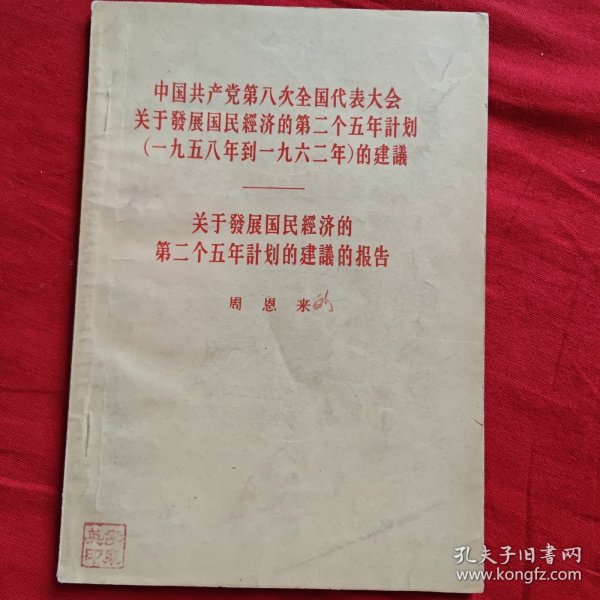 中国共产党第八次全国代表大会
关于發展国民經济的第二个五年計划
(一九五八年到一九六二年)的建議
关于發展国民經济的
第二个五年計划的建議的报告
周恩来的
孔夫子旧书网
www.kongfz.com